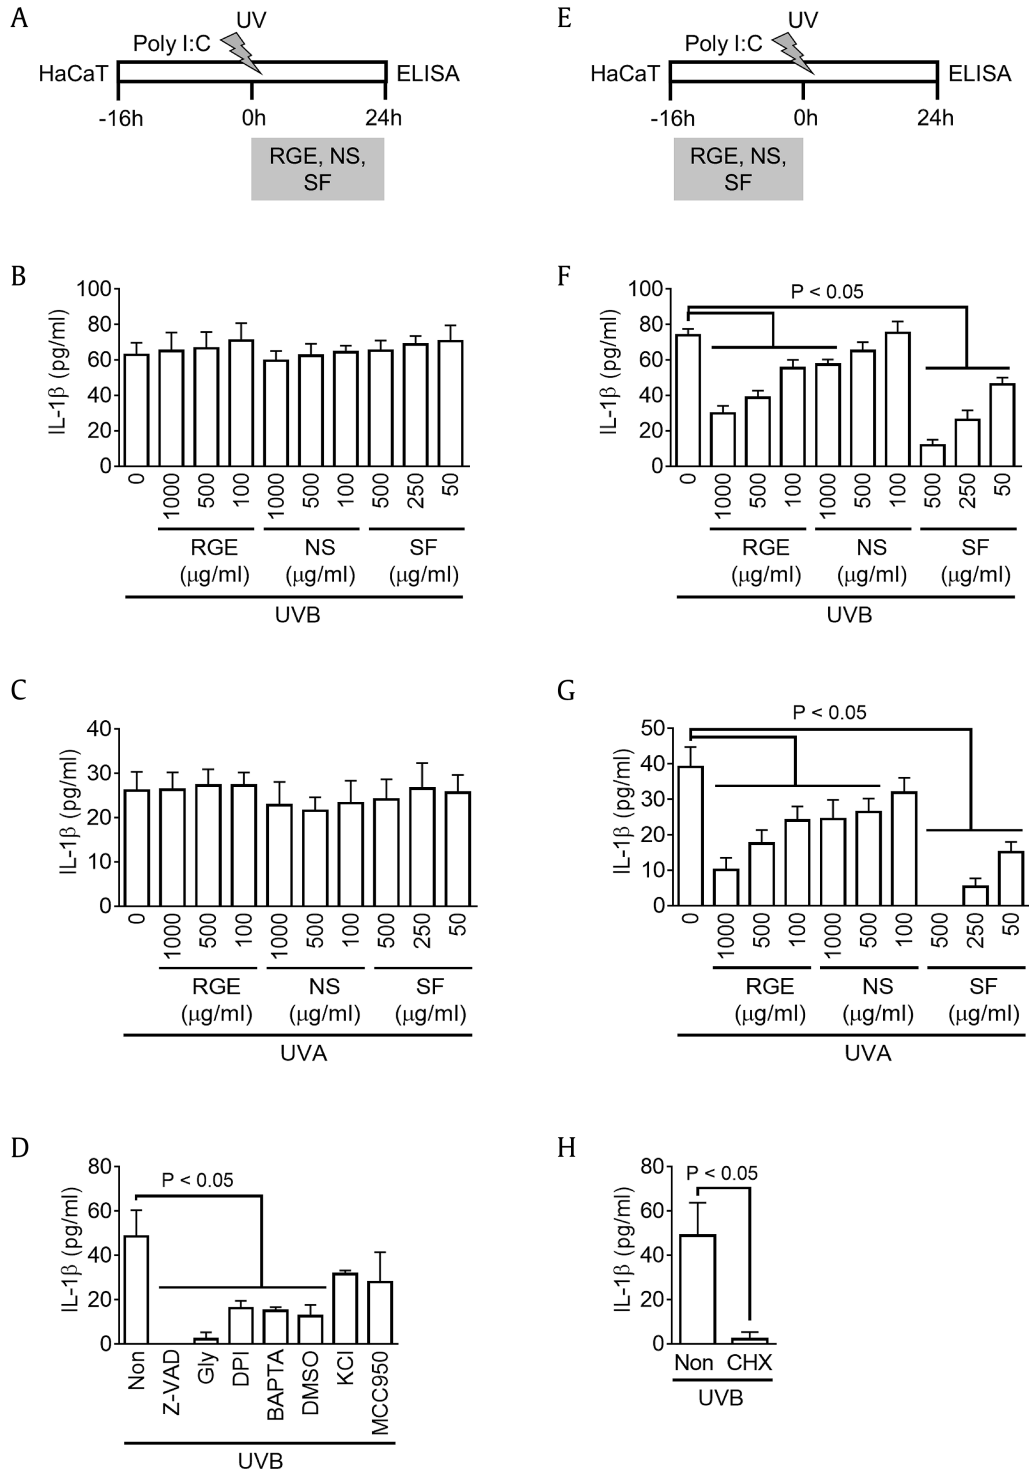 A
UV
Poly I:C
HaCaT
ELISA
-16h
0h
24h
RGE, NS,
SF
E
UV
Poly I:C
HaCaT
ELISA
-16h
0h
24h
RGE, NS,
SF
B
IL-1β (pg/ml)
100
80
60
40
20
0
0
1000
500
100
1000
500
100
500
250
50
RGE
(μg/ml)
NS
(μg/ml)
SF
(μg/ml)
UVB
F
P < 0.05
IL-1β (pg/ml)
100
80
60
40
20
0
0
1000
500
100
1000
500
100
500
250
50
RGE
(μg/ml)
NS
(μg/ml)
SF
(μg/ml)
UVB
C
IL-1β (pg/ml)
40
30
20
10
0
0
1000
500
100
1000
500
100
500
250
50
RGE
(μg/ml)
NS
(μg/ml)
SF
(μg/ml)
UVA
G
P < 0.05
IL-1β (pg/ml)
50
40
30
20
10
0
0
1000
500
100
1000
500
100
500
250
50
RGE
(μg/ml)
NS
(μg/ml)
SF
(μg/ml)
UVA
D
P < 0.05
IL-1β (pg/ml)
80
60
40
20
0
Non
Z-VAD
Gly
DPI
BAPTA
DMSO
KCl
MCC950
UVB
H
P < 0.05
IL-1β (pg/ml)
80
60
40
20
0
Non
CHX
UVB